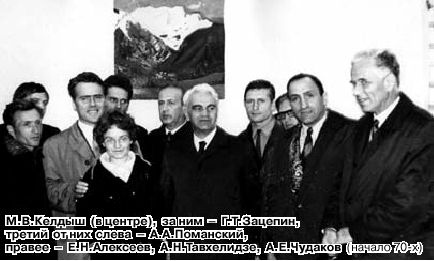 М.В.Келдыш (в центре), за ним – Г.Т.Зацепин,
третий от них слева – А.А.Поманский,
правее – Е.Н.Алексеев, А.Н.Тавхелидзе, А.Е.Чудаков (начало 70-х)